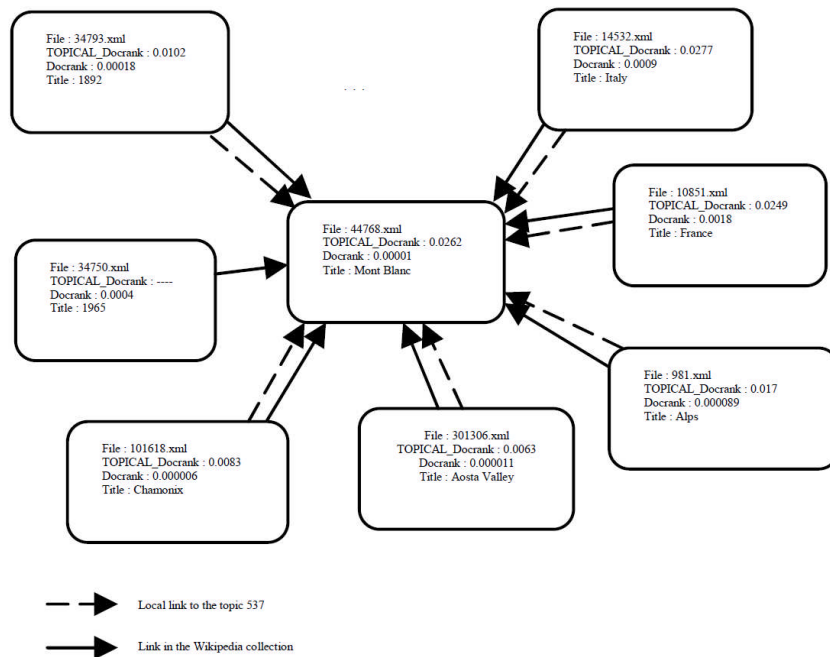 File : 34793.xml
TOPICAL_Docrank : 0.0102
Docrank : 0.00018
Title : 1892
. . .
File : 14532.xml
TOPICAL_Docrank : 0.0277
Docrank : 0.0009
Title : Italy
File : 10851.xml
TOPICAL_Docrank : 0.0249
Docrank : 0.0018
Title : France
File : 44768.xml
TOPICAL_Docrank : 0.0262
Docrank : 0.00001
Title : Mont Blanc
File : 34750.xml
TOPICAL_Docrank : ----
Docrank : 0.0004
Title : 1965
File : 981.xml
TOPICAL_Docrank : 0.017
Docrank : 0.000089
Title : Alps
File : 101618.xml
TOPICAL_Docrank : 0.0083
Docrank : 0.000006
Title : Chamonix
File : 301306.xml
TOPICAL_Docrank : 0.0063
Docrank : 0.000011
Title : Aosta Valley
Local link to the topic 537
Link in the Wikipedia collection